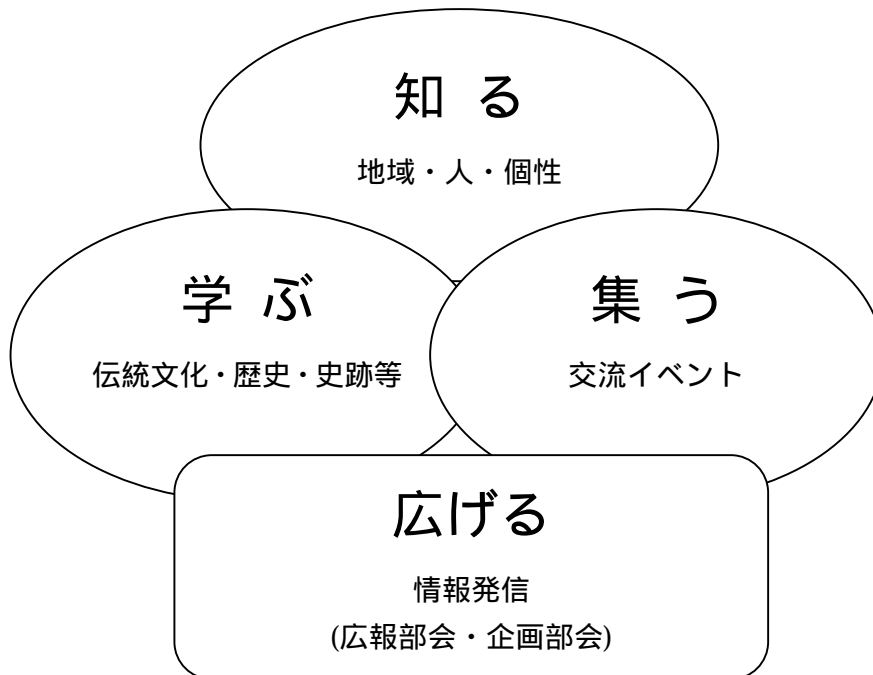 知 る
地域・人・個性
学 ぶ
伝統文化・歴史・史跡等
集 う
交流イベント
広げる
情報発信
(広報部会・企画部会)